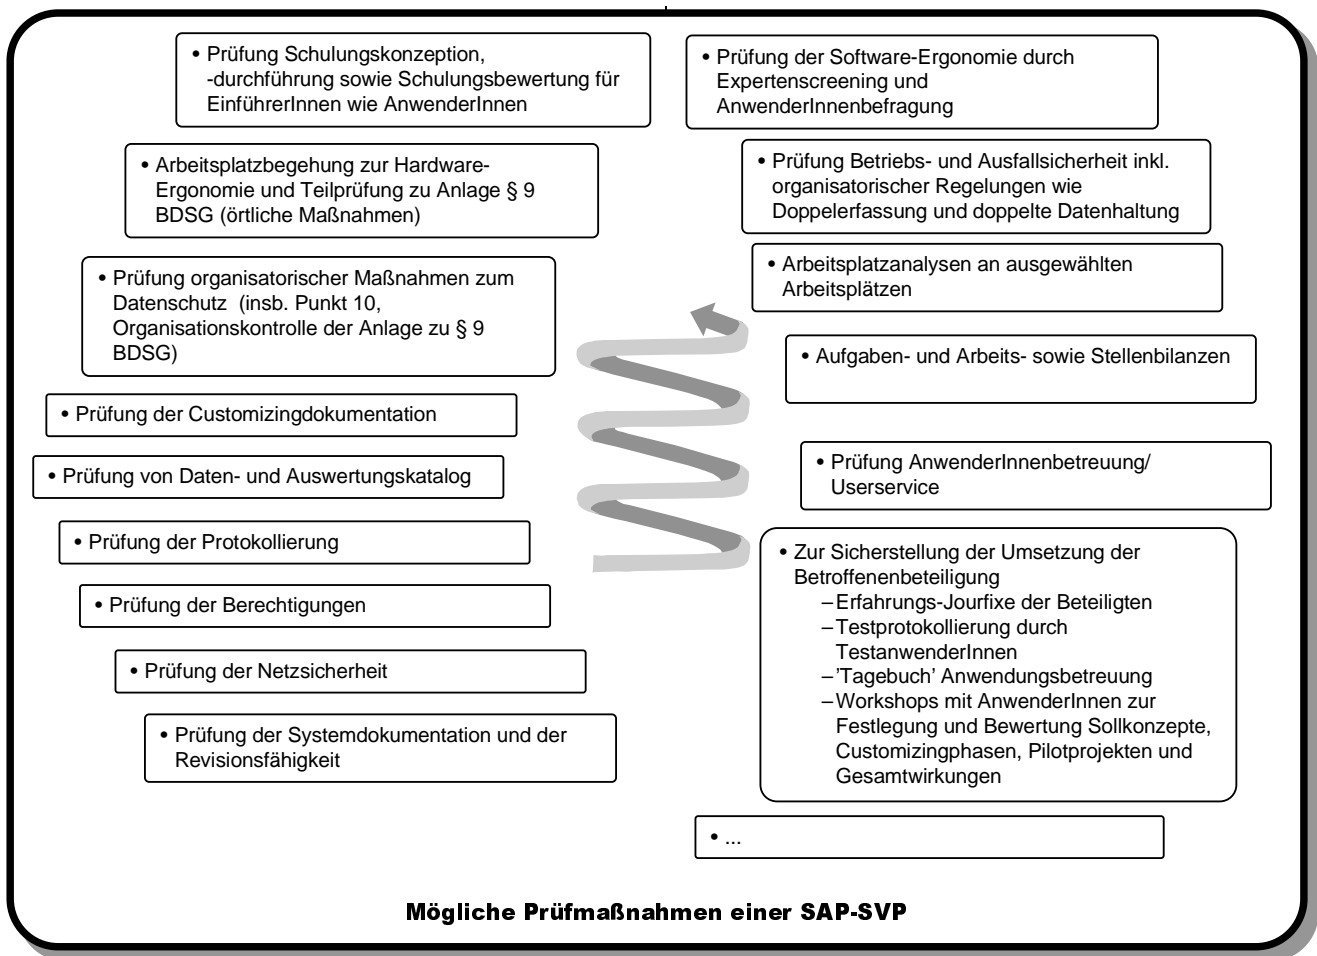 • Prüfung Schulungskonzeption,
-durchführung sowie Schulungsbewertung für
EinführerInnen wie AnwenderInnen
• Arbeitsplatzbegehung zur Hardware-
Ergonomie und Teilprüfung zu Anlage § 9
BDSG (örtliche Maßnahmen)
• Prüfung organisatorischer Maßnahmen zum
Datenschutz (insb. Punkt 10,
Organisationskontrolle der Anlage zu § 9
BDSG)
• Prüfung der Customizingdokumentation
• Prüfung von Daten- und Auswertungskatalog
• Prüfung der Protokollierung
• Prüfung der Berechtigungen
• Prüfung der Netzsicherheit
• Prüfung der Systemdokumentation und der
Revisionsfähigkeit
• Prüfung der Software-Ergonomie durch
Expertenscreening und
AnwenderInnenbefragung
• Prüfung Betriebs- und Ausfallsicherheit inkl.
organisatorischer Regelungen wie
Doppelerfassung und doppelte Datenhaltung
• Arbeitsplatzanalysen an ausgewählten
Arbeitsplätzen
• Aufgaben- und Arbeits- sowie Stellenbilanzen
• Prüfung AnwenderInnenbetreuung/
Userservice
• Zur Sicherstellung der Umsetzung der
Betroffenenbeteiligung
–Erfahrungs-Jourfixe der Beteiligten
–Testprotokollierung durch
TestanwenderInnen
–’Tagebuch’ Anwendungsbetreuung
–Workshops mit AnwenderInnen zur
Festlegung und Bewertung Sollkonzepte,
Customizingphasen, Pilotprojekten und
Gesamtwirkungen
• ...
Mögliche Prüfmaßnahmen einer SAP-SVP